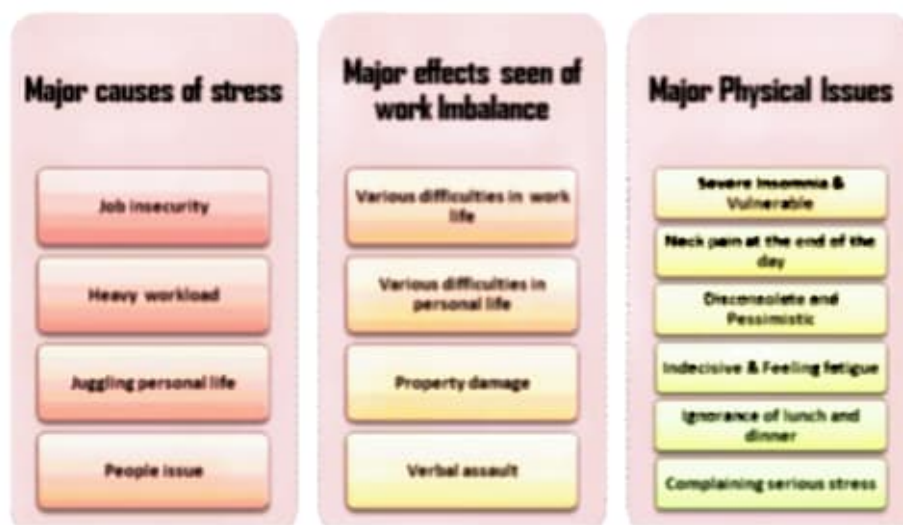 Major causes of stress
Job insecurity
Heavy workload
Juggling personal life
People issue
Major effects seen of
work Imbalance
Various difficulties in work
life
Various difficulties in
personal life
Property damage
Verbal assault
Major Physical Issues
Severe Insomnia &
Vulnerable
Neck pain at the end of the
day
Disconsolate and
Pessimistic
Indecisive & Feeling fatigue
Ignorance of lunch and
dinner
Complaining serious stress